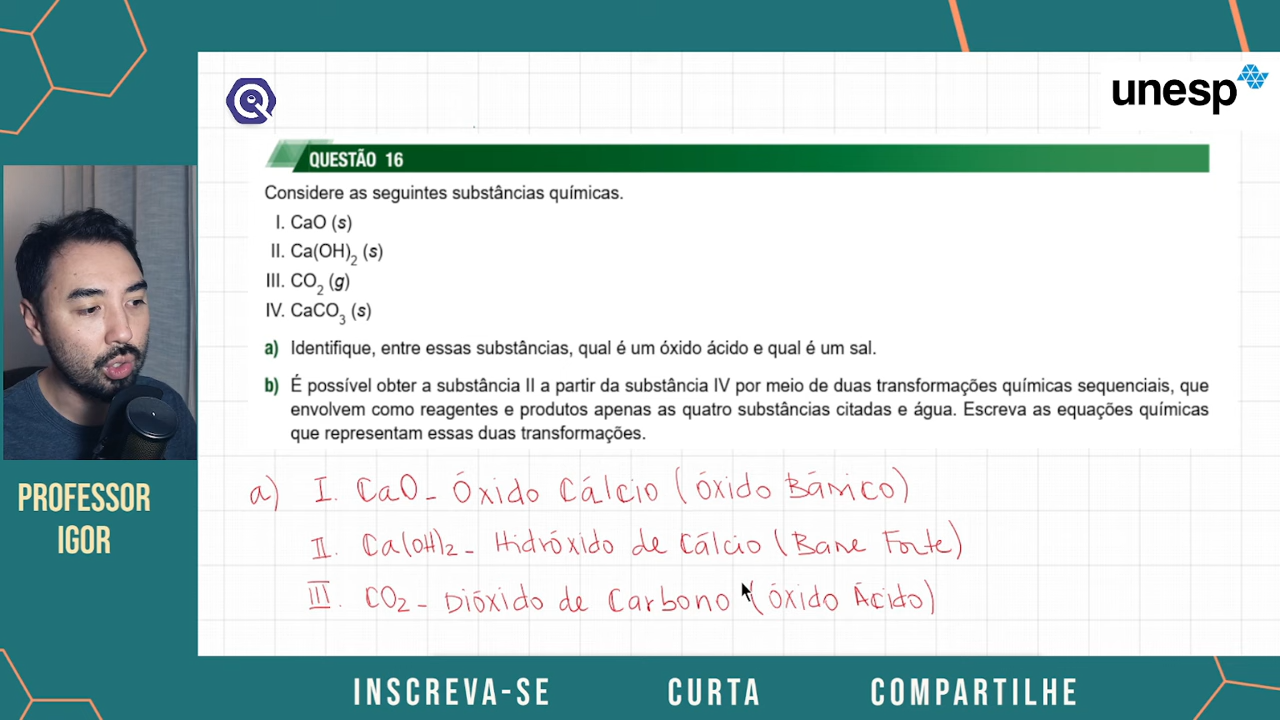 unesp
QUESTÃO 16
Considere as seguintes substâncias químicas.
I. CaO (s)
II. Ca(OH)₂ (s)
III. CO₂ (g)
IV. CaCO₃ (s)
a) Identifique, entre essas substâncias, qual é um óxido ácido e qual é um sal.
b) É possível obter a substância II a partir da substância IV por meio de duas transformações químicas sequenciais, que
envolvem como reagentes e produtos apenas as quatro substâncias citadas e água. Escreva as equações químicas
que representam essas duas transformações.
a) I. CaO - Óxido Cálcio (Óxido Básico)
II. Ca(OH)₂ - Hidróxido de Cálcio (Base Forte)
III. CO₂ - Dióxido de Carbono (Óxido Ácido)
PROFESSOR
IGOR
INSCREVA-SE CURTA COMPARTILHE